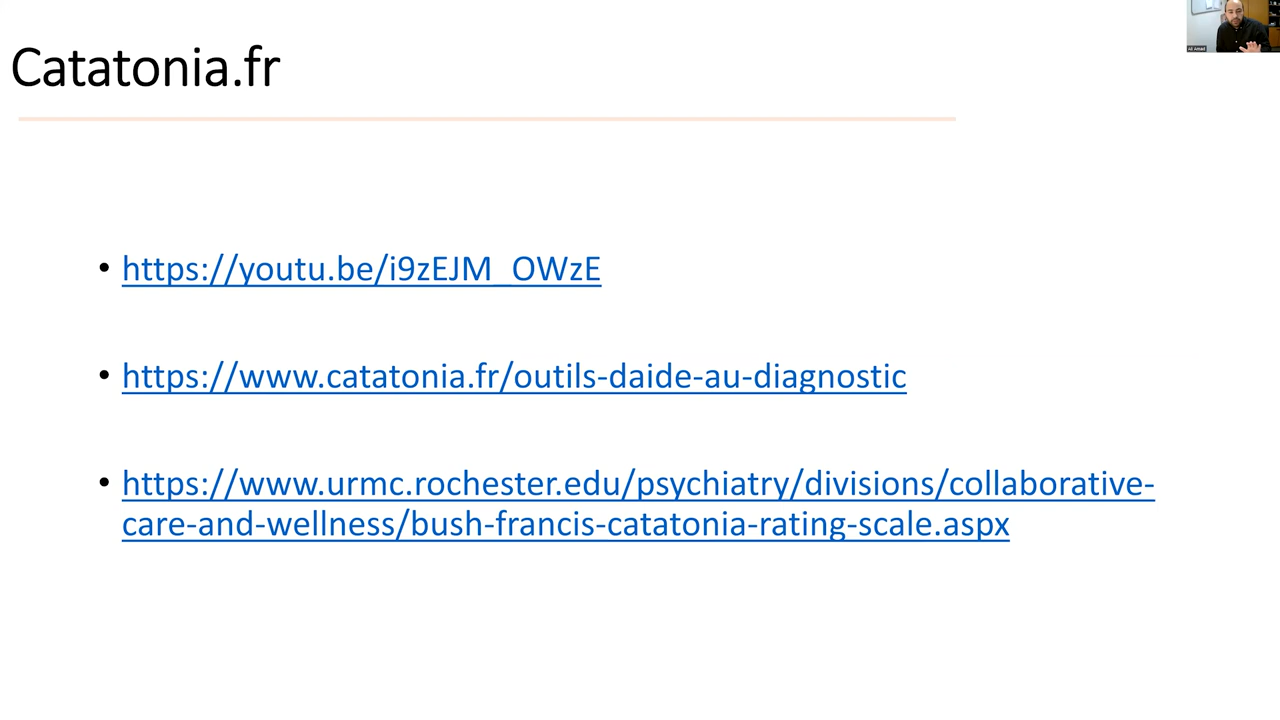 Catatonia.fr
• https://youtu.be/i9zEJM_OWzE
• https://www.catatonia.fr/outils-daide-au-diagnostic
• https://www.urmc.rochester.edu/psychiatry/divisions/collaborative-
care-and-wellness/bush-francis-catatonia-rating-scale.aspx